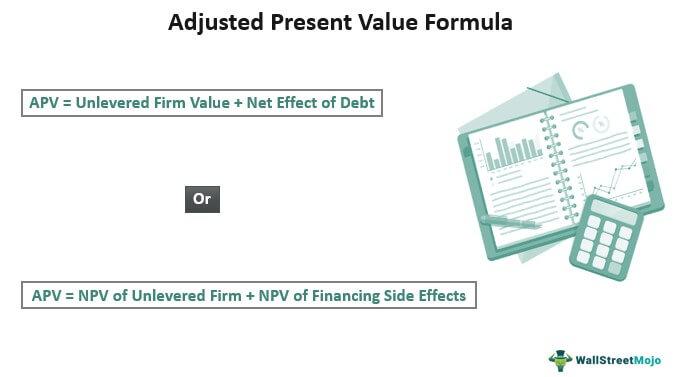 Adjusted Present Value Formula
APV = Unlevered Firm Value + Net Effect of Debt
Or
APV = NPV of Unlevered Firm + NPV of Financing Side Effects
WallStreetMojo